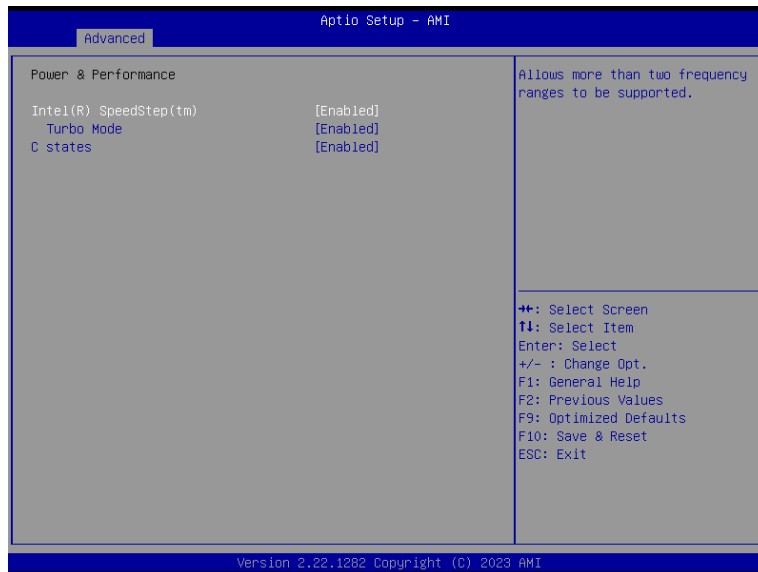 Aptio Setup - AMI
Advanced
Power & Performance
Intel(R) SpeedStep(tm) [Enabled]
Turbo Mode [Enabled]
C states [Enabled]
Allows more than two frequency
ranges to be supported.
→←: Select Screen
↑↓: Select Item
Enter: Select
+/- : Change Opt.
F1: General Help
F2: Previous Values
F9: Optimized Defaults
F10: Save & Reset
ESC: Exit
Version 2.22.1282 Copyright (C) 2023 AMI